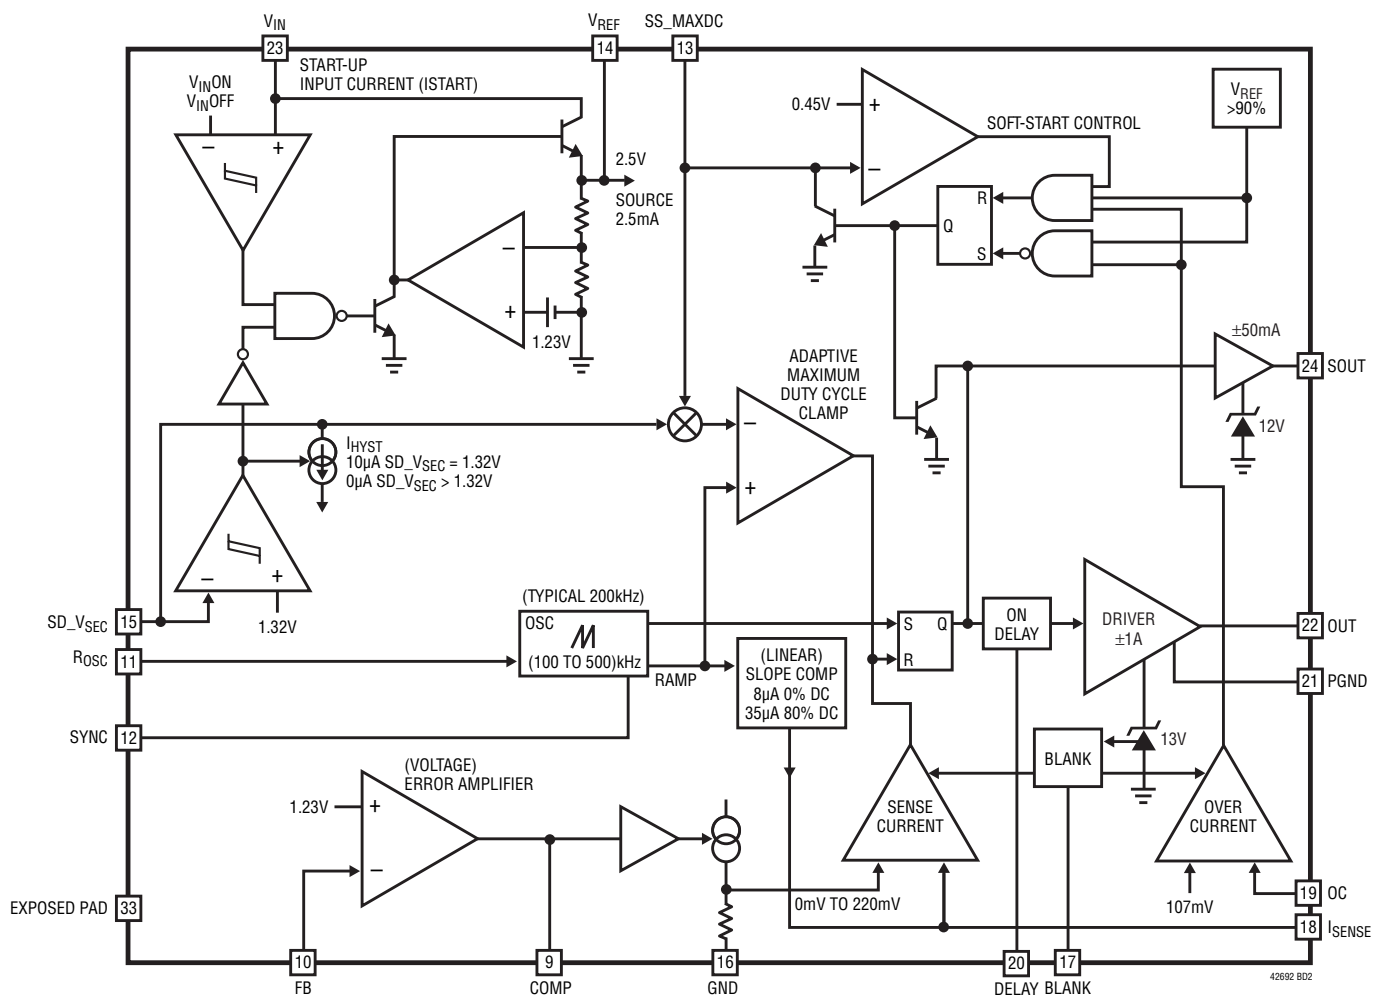 VIN
VREF
SS_MAXDC
23
14
13
START-UP
INPUT CURRENT (ISTART)
VINON
VINOFF
–
+
2.5V
SOURCE
2.5mA
–
+
1.23V
0.45V
+
–
SOFT-START CONTROL
VREF
>90%
R
Q
S
±50mA
24
SOUT
12V
ADAPTIVE
MAXIMUM
DUTY CYCLE
CLAMP
–
+
IHYST
10µA SD_VSEC = 1.32V
0µA SD_VSEC > 1.32V
–
+
1.32V
SD_VSEC
15
ROSC
11
SYNC
12
(TYPICAL 200kHz)
OSC
(100 TO 500)kHz
RAMP
(LINEAR)
SLOPE COMP
8µA 0% DC
35µA 80% DC
S
Q
R
ON
DELAY
DRIVER
±1A
22
OUT
21
PGND
13V
BLANK
(VOLTAGE)
ERROR AMPLIFIER
1.23V
+
–
SENSE
CURRENT
OVER
CURRENT
0mV TO 220mV
107mV
19
OC
18
ISENSE
EXPOSED PAD
33
10
9
16
20
17
FB
COMP
GND
DELAY
BLANK
42692 BD2